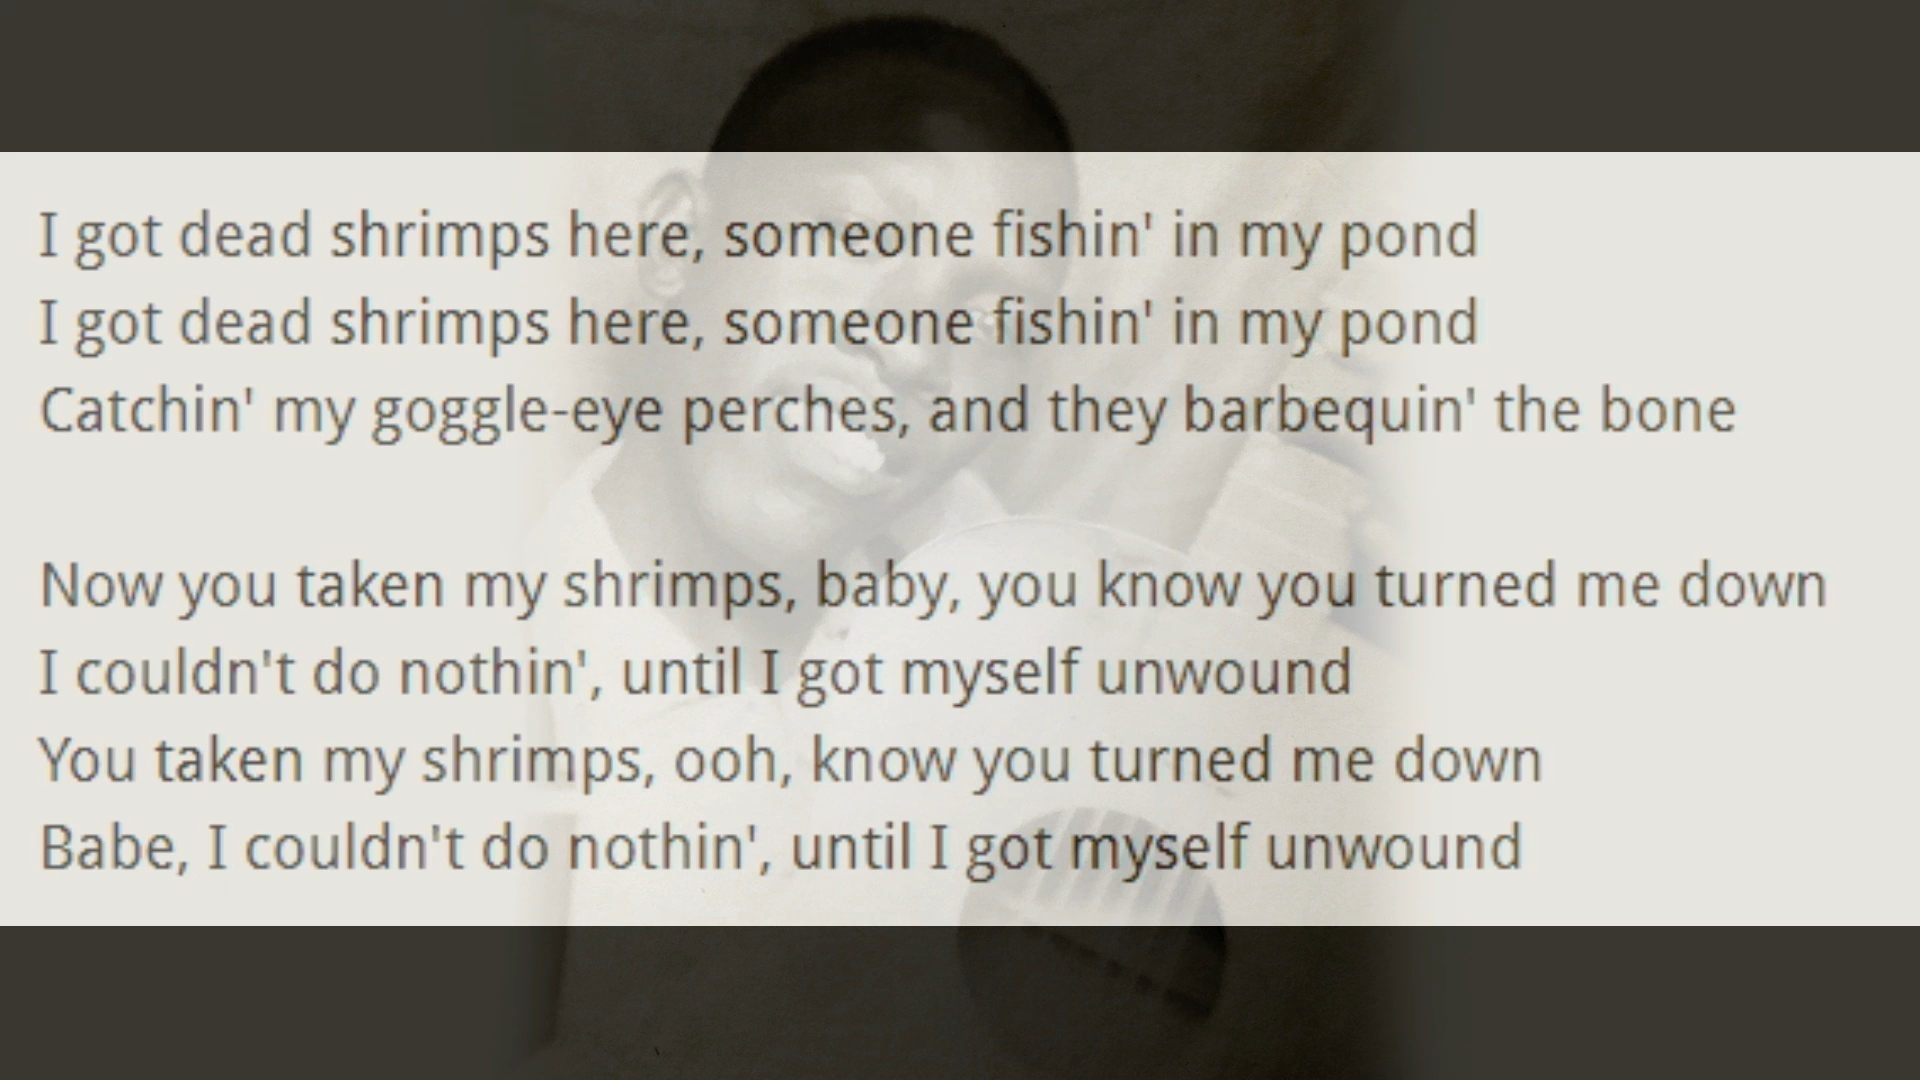 I got dead shrimps here, someone fishin' in my pond
I got dead shrimps here, someone fishin' in my pond
Catchin' my goggle-eye perches, and they barbequin' the bone
Now you taken my shrimps, baby, you know you turned me down
I couldn't do nothin', until I got myself unwound
You taken my shrimps, ooh, know you turned me down
Babe, I couldn't do nothin', until I got myself unwound